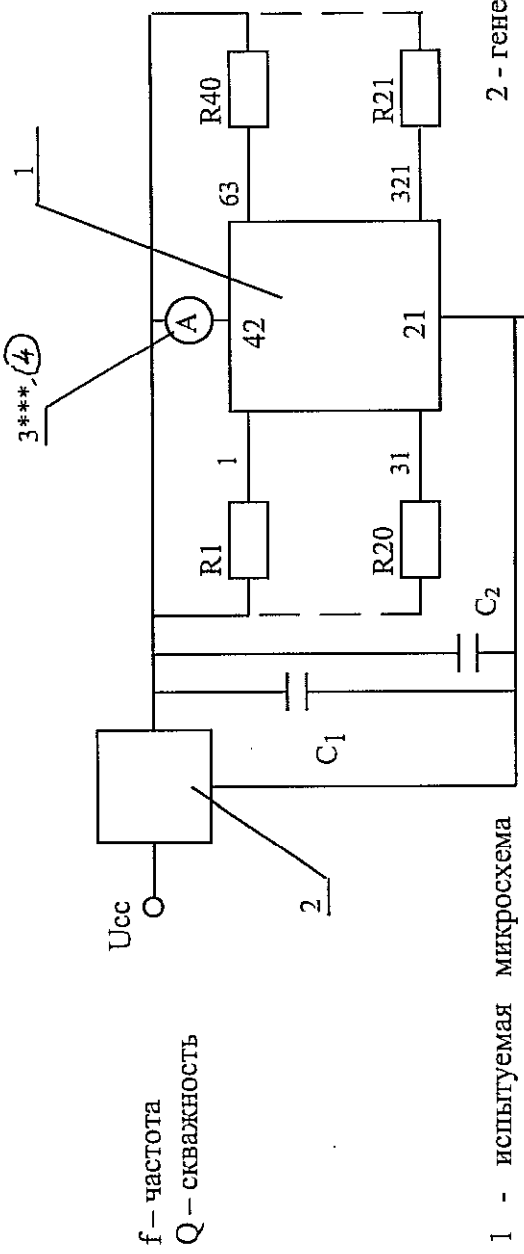 3***, 4
1
A
R40
63
42
1
R1
R21
321
21
31
R20
Ucc
2
C1
C2
f – частота
Q – скважность
1 - испытуемая микросхема
2 - гене